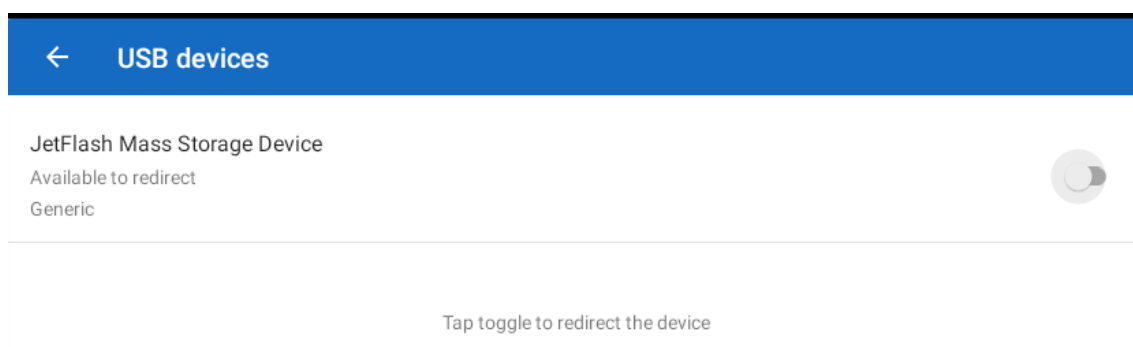 USB devices
JetFlash Mass Storage Device
Available to redirect
Generic
Tap toggle to redirect the device